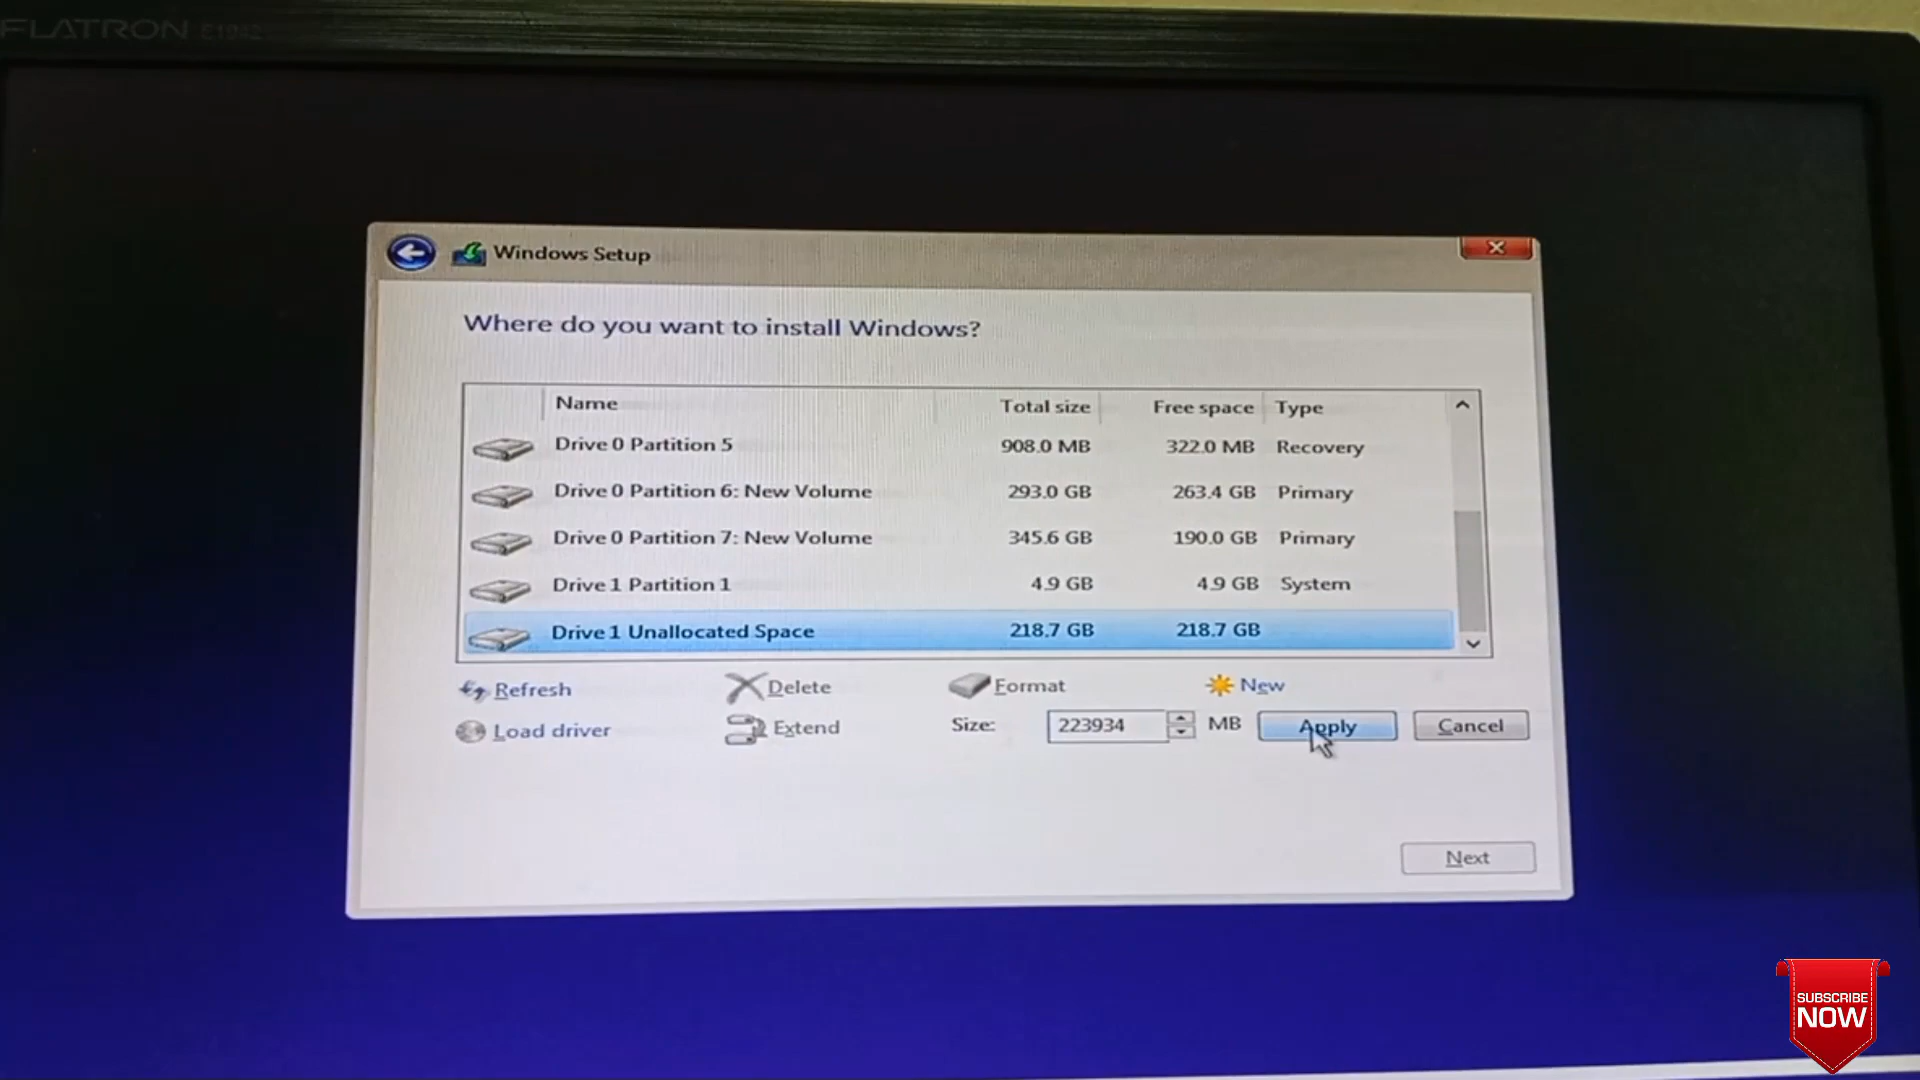 FLATRON
Windows Setup
Where do you want to install Windows?
Name Total size Free space Type
Drive 0 Partition 5 908.0 MB 322.0 MB Recovery
Drive 0 Partition 6: New Volume 293.0 GB 263.4 GB Primary
Drive 0 Partition 7: New Volume 345.6 GB 190.0 GB Primary
Drive 1 Partition 1 4.9 GB 4.9 GB System
Drive 1 Unallocated Space 218.7 GB 218.7 GB
Refresh Delete Format New
Load driver Extend Size: 223934 MB Apply Cancel
Next
SUBSCRIBE
NOW